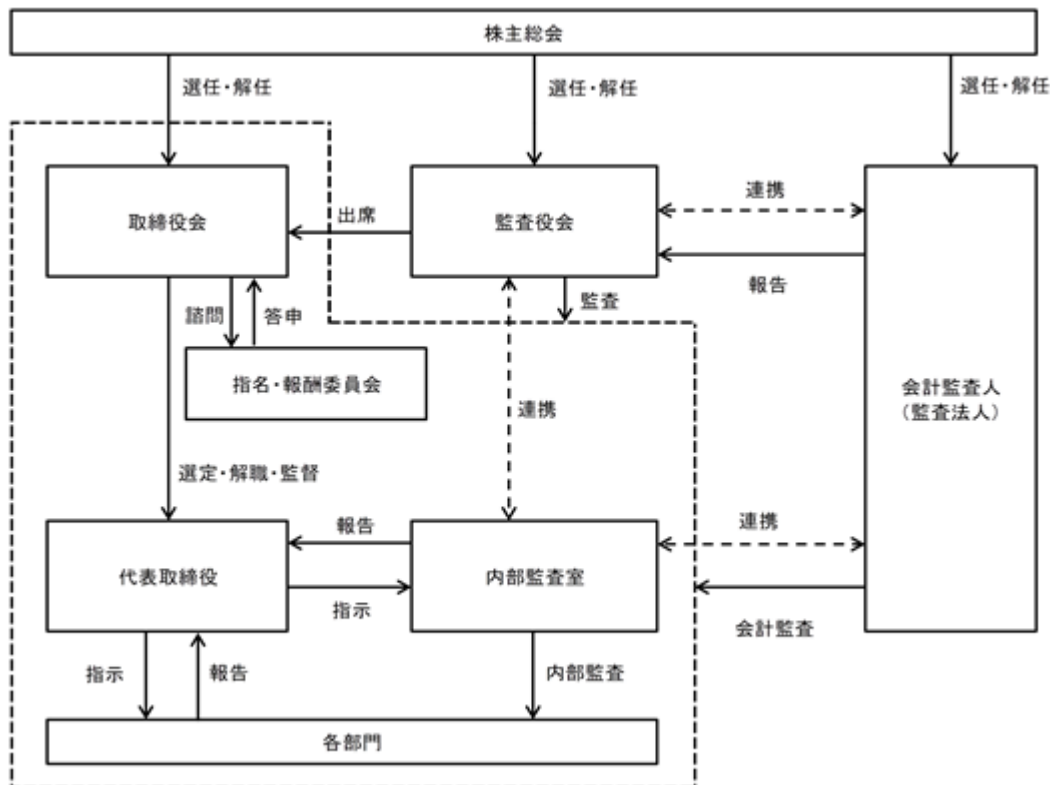 株主総会
選任・解任
選任・解任
選任・解任
取締役会
出席
監査役会
連携
報告
諮問
答申
監査
指名・報酬委員会
連携
会計監査人
（監査法人）
選定・解職・監督
代表取締役
報告
指示
内部監査室
連携
会計監査
指示
報告
内部監査
各部門